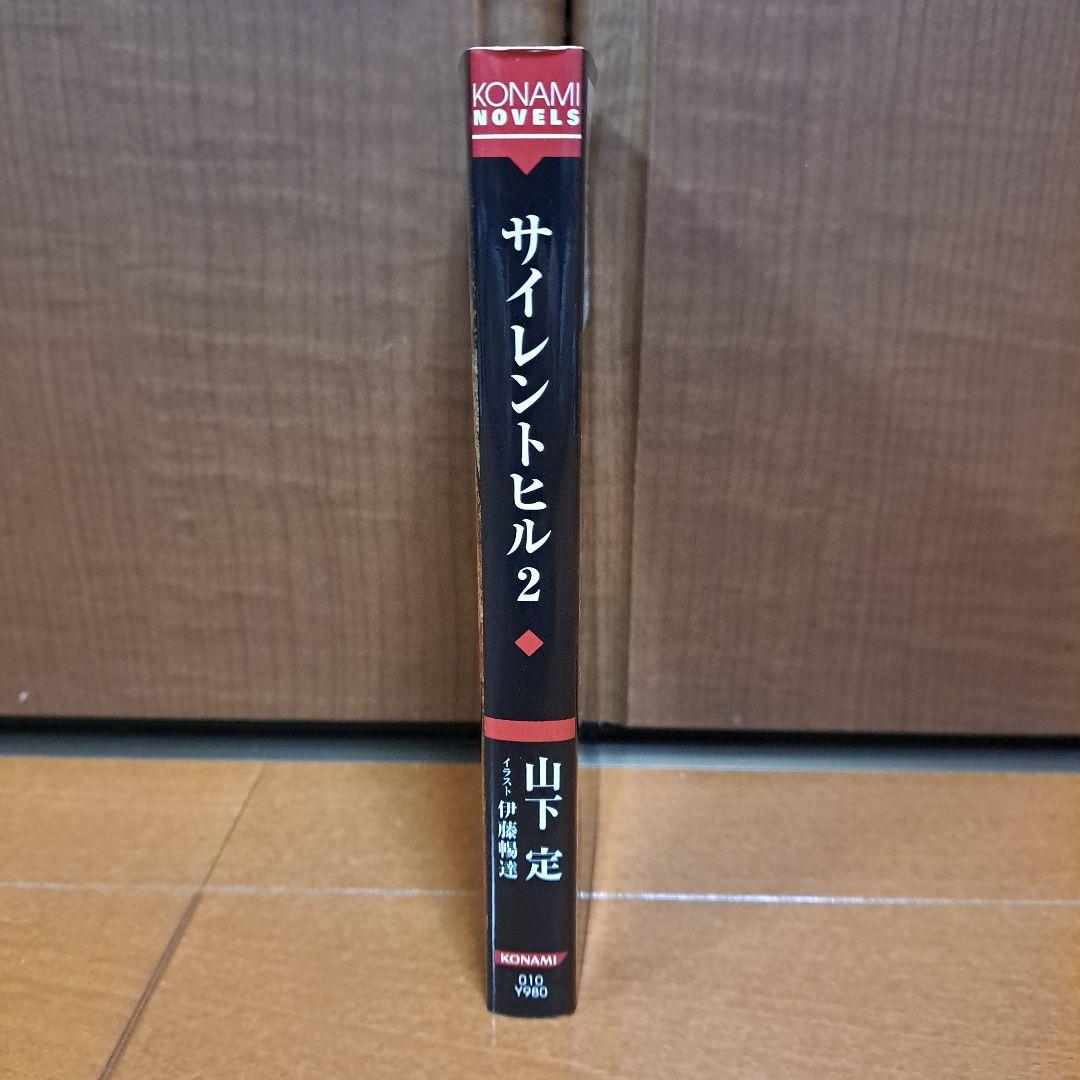 KONAMI
NOVELS
サイレントヒル2
山下 定
イラスト 伊藤暢達
KONAMI
010
Y980